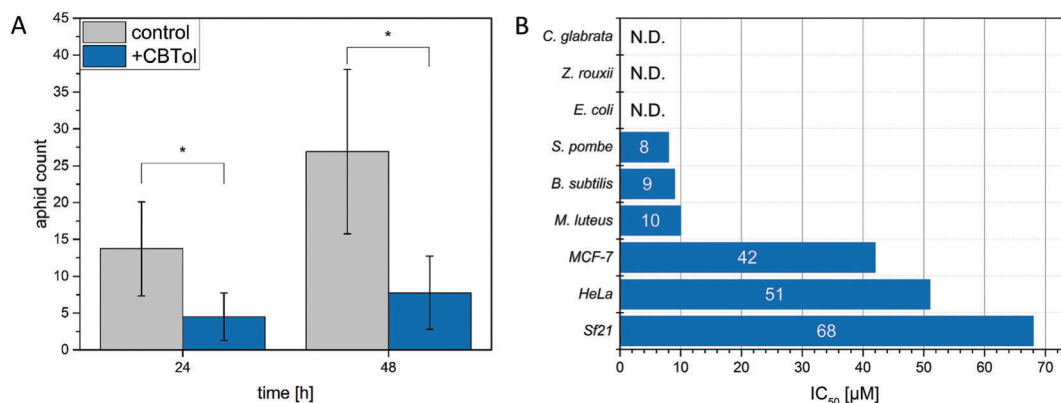 A
control
+CBTol
45
40
35
30
25
20
15
10
5
0
aphid count
*
*
24
48
time [h]
B
C. glabrata N.D.
Z. rouxii N.D.
E. coli N.D.
S. pombe 8
B. subtilis 9
M. luteus 10
MCF-7 42
HeLa 51
Sf21 68
0 10 20 30 40 50 60 70
IC50 [µM]